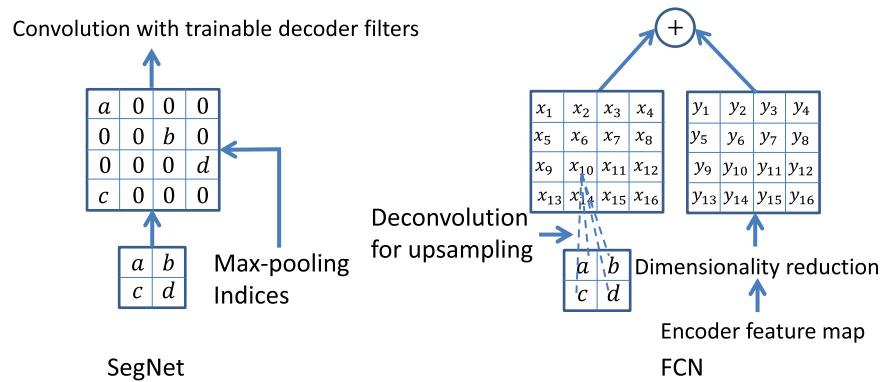 Convolution with trainable decoder filters
a 0 0 0
0 0 b 0
0 0 0 d
c 0 0 0
a b
c d
Max-pooling
Indices
SegNet
+
x₁ x₂ x₃ x₄
x₅ x₆ x₇ x₈
x₉ x₁₀ x₁₁ x₁₂
x₁₃ x₁₄ x₁₅ x₁₆
y₁ y₂ y₃ y₄
y₅ y₆ y₇ y₈
y₉ y₁₀ y₁₁ y₁₂
y₁₃ y₁₄ y₁₅ y₁₆
Deconvolution
for upsampling
a b
c d
Dimensionality reduction
Encoder feature map
FCN